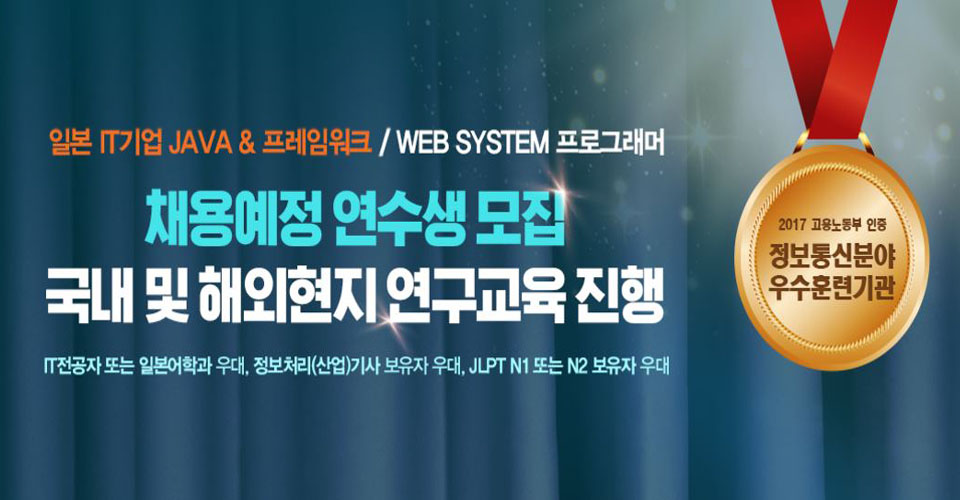 일본 IT기업 JAVA & 프레임워크 / WEB SYSTEM 프로그래머
채용예정 연수생 모집
국내 및 해외현지 연구교육 진행
IT전공자 또는 일본어학과 우대, 정보처리(산업)기사 보유자 우대, JLPT N1 또는 N2 보유자 우대
2017 고용노동부 인증
정보통신분야
우수훈련기관